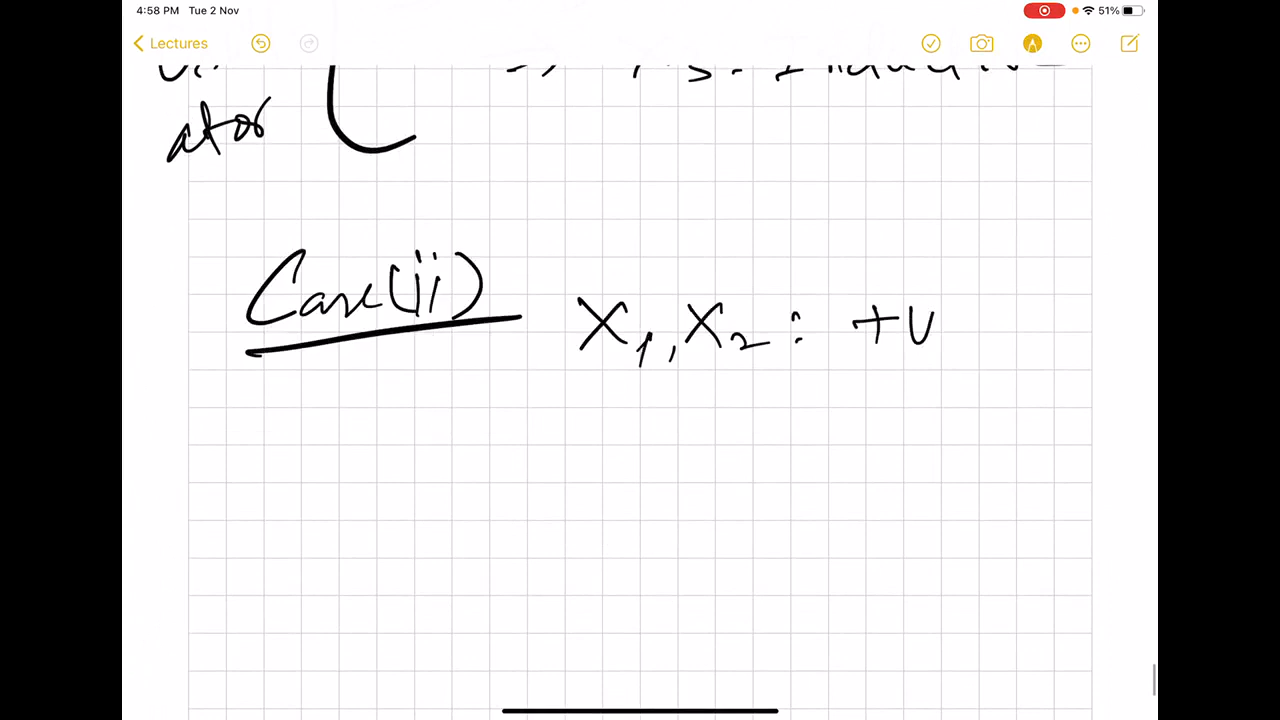 4:58 PM Tue 2 Nov 51%
Lectures
ator
Case(ii) X₁,X₂ : +v